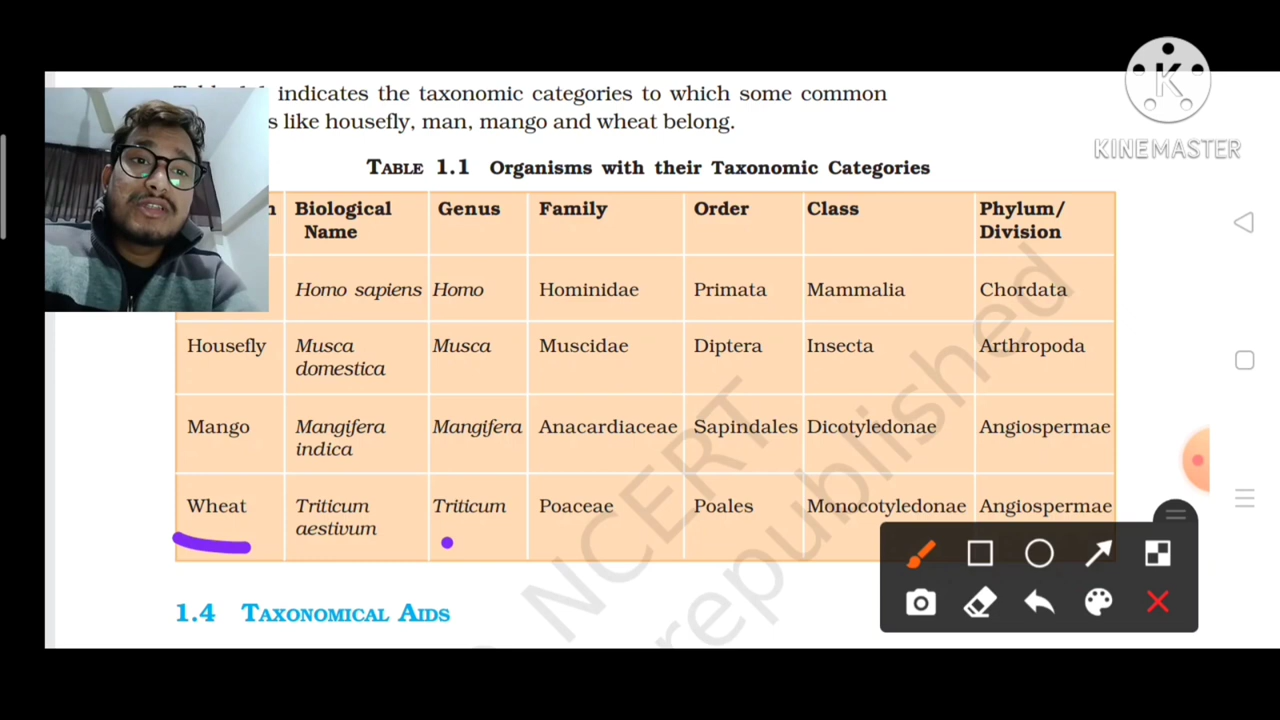 indicates the taxonomic categories to which some common
like housefly, man, mango and wheat belong.
TABLE 1.1 Organisms with their Taxonomic Categories
Biological Name Genus Family Order Class Phylum/ Division
Homo sapiens Homo Hominidae Primata Mammalia Chordata
Housefly Musca domestica Musca Muscidae Diptera Insecta Arthropoda
Mango Mangifera indica Mangifera Anacardiaceae Sapindales Dicotyledonae Angiospermae
Wheat Triticum aestivum Triticum Poaceae Poales Monocotyledonae Angiospermae
1.4 TAXONOMICAL AIDS
NCERT
republished
K
KINEMASTER